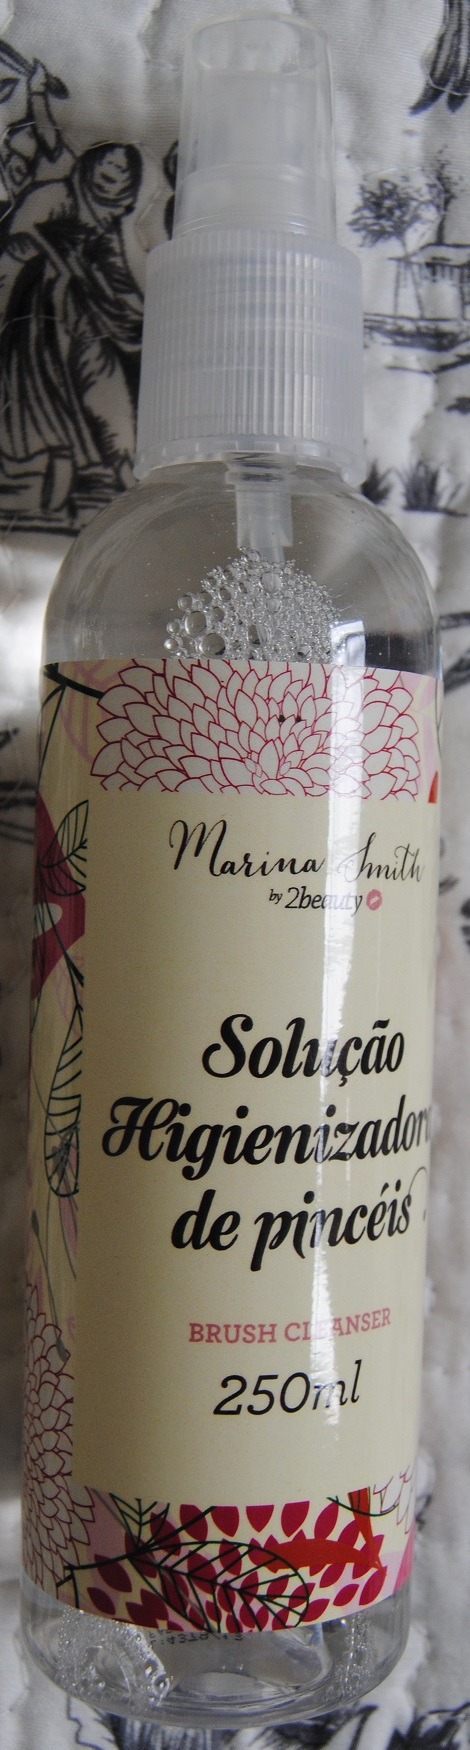 Marina Smith
by 2beauty
Solução
Higienizadora
de pincéis
BRUSH CLEANSER
250ml